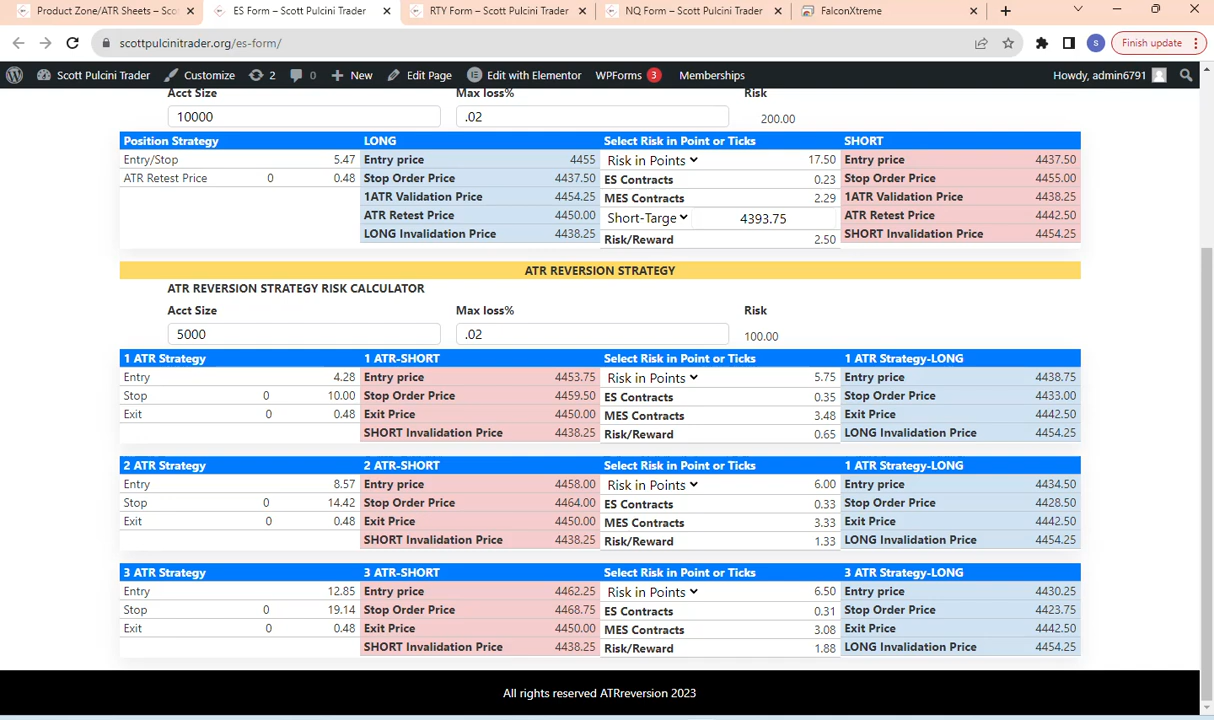 Product Zone/ATR Sheets – Sco
ES Form – Scott Pulcini Trader
RTY Form – Scott Pulcini Trader
NQ Form – Scott Pulcini Trader
FalconXtreme
scottpulcinitrader.org/es-form/
S
Finish update
Scott Pulcini Trader Customize 2 0 New Edit Page Edit with Elementor WPForms 3 Memberships Howdy, admin6791
Acct Size Max loss% Risk
10000 .02 200.00
Position Strategy LONG Select Risk in Point or Ticks SHORT
Entry/Stop 5.47 Entry price 4455 Risk in Points 17.50 Entry price 4437.50
ATR Retest Price 0 0.48 Stop Order Price 4437.50 ES Contracts 0.23 Stop Order Price 4455.00
1ATR Validation Price 4454.25 MES Contracts 2.29 1ATR Validation Price 4438.25
ATR Retest Price 4450.00 Short-Targe 4393.75 ATR Retest Price 4442.50
LONG Invalidation Price 4438.25 Risk/Reward 2.50 SHORT Invalidation Price 4454.25
ATR REVERSION STRATEGY
ATR REVERSION STRATEGY RISK CALCULATOR
Acct Size Max loss% Risk
5000 .02 100.00
1 ATR Strategy 1 ATR-SHORT Select Risk in Point or Ticks 1 ATR Strategy-LONG
Entry 4.28 Entry price 4453.75 Risk in Points 5.75 Entry price 4438.75
Stop 0 10.00 Stop Order Price 4459.50 ES Contracts 0.35 Stop Order Price 4433.00
Exit 0 0.48 Exit Price 4450.00 MES Contracts 3.48 Exit Price 4442.50
SHORT Invalidation Price 4438.25 Risk/Reward 0.65 LONG Invalidation Price 4454.25
2 ATR Strategy 2 ATR-SHORT Select Risk in Point or Ticks 1 ATR Strategy-LONG
Entry 8.57 Entry price 4458.00 Risk in Points 6.00 Entry price 4434.50
Stop 0 14.42 Stop Order Price 4464.00 ES Contracts 0.33 Stop Order Price 4428.50
Exit 0 0.48 Exit Price 4450.00 MES Contracts 3.33 Exit Price 4442.50
SHORT Invalidation Price 4438.25 Risk/Reward 1.33 LONG Invalidation Price 4454.25
3 ATR Strategy 3 ATR-SHORT Select Risk in Point or Ticks 3 ATR Strategy-LONG
Entry 12.85 Entry price 4462.25 Risk in Points 6.50 Entry price 4430.25
Stop 0 19.14 Stop Order Price 4468.75 ES Contracts 0.31 Stop Order Price 4423.75
Exit 0 0.48 Exit Price 4450.00 MES Contracts 3.08 Exit Price 4442.50
SHORT Invalidation Price 4438.25 Risk/Reward 1.88 LONG Invalidation Price 4454.25
All rights reserved ATRreversion 2023